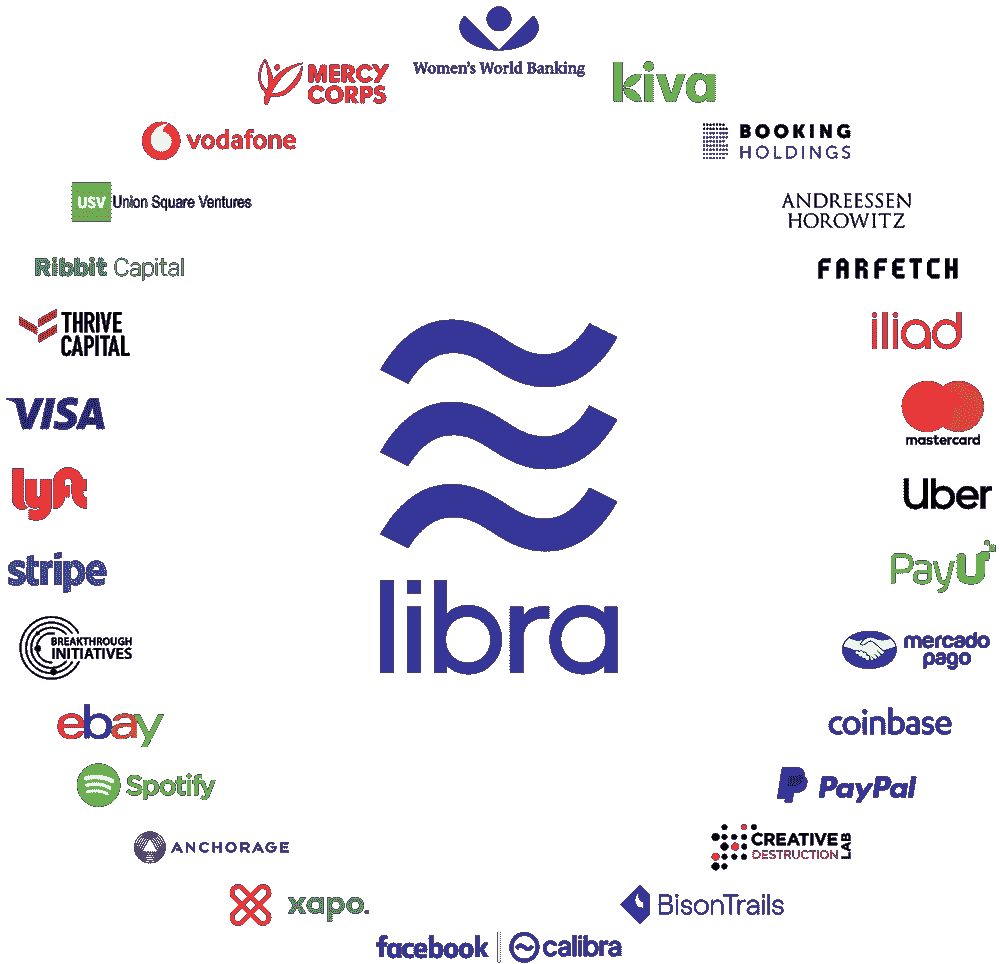 Women's World Banking
MERCY
CORPS
kiva
vodafone
BOOKING
HOLDINGS
USV Union Square Ventures
ANDREESSEN
HOROWITZ
Ribbit Capital
FARFETCH
THRIVE
CAPITAL
iliad
VISA
mastercard
lyft
Uber
stripe
PayU
libra
BREAKTHROUGH
INITIATIVES
mercado
pago
ebay
coinbase
Spotify
PayPal
ANCHORAGE
CREATIVE
DESTRUCTION
LAB
xapo.
BisonTrails
facebook
calibra